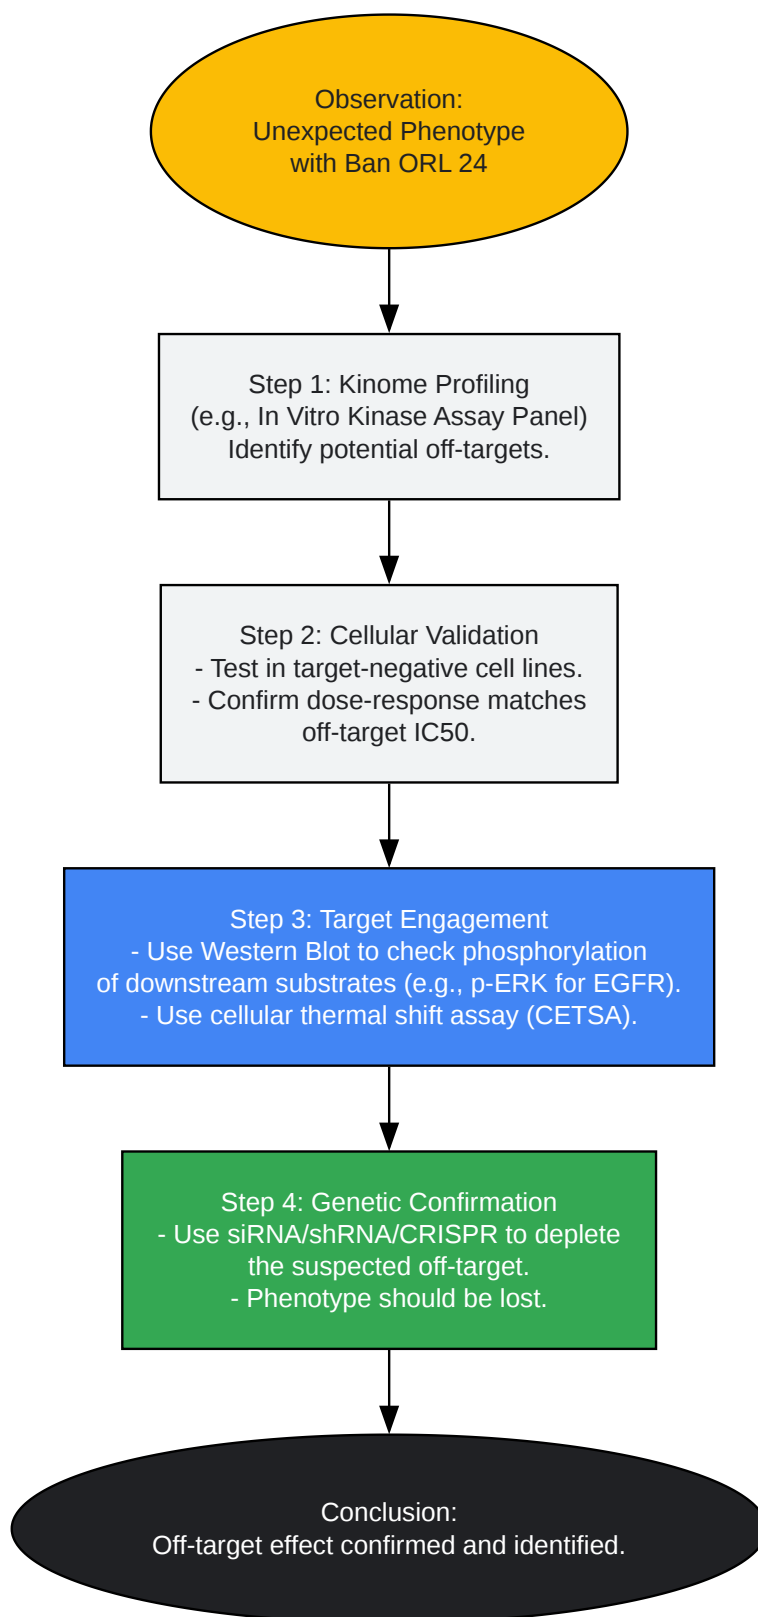 Observation:
Unexpected Phenotype
with Ban ORL 24
Step 1: Kinome Profiling
(e.g., In Vitro Kinase Assay Panel)
Identify potential off-targets.
Step 2: Cellular Validation
- Test in target-negative cell lines.
- Confirm dose-response matches
off-target IC50.
Step 3: Target Engagement
- Use Western Blot to check phosphorylation
of downstream substrates (e.g., p-ERK for EGFR).
- Use cellular thermal shift assay (CETSA).
Step 4: Genetic Confirmation
- Use siRNA/shRNA/CRISPR to deplete
the suspected off-target.
- Phenotype should be lost.
Conclusion:
Off-target effect confirmed and identified.